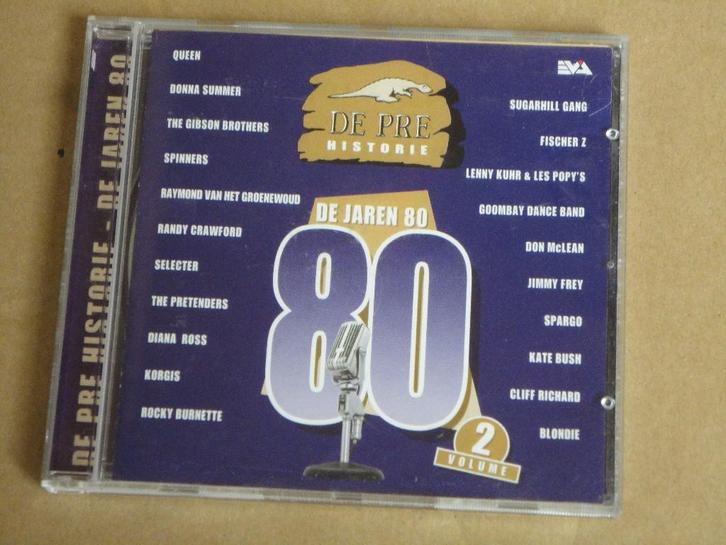 DE PRE HISTORIE - DE JAREN 80
QUEEN
DONNA SUMMER
THE GIBSON BROTHERS
SPINNERS
RAYMOND VAN HET GROENEWOUD
RANDY CRAWFORD
SELECTER
THE PRETENDERS
DIANA ROSS
KORGIS
ROCKY BURNETTE
DE PRE
HISTORIE
DE JAREN 80
80
2
VOLUME
EVA
SUGARHILL GANG
FISCHER Z
LENNY KUHR & LES POPY'S
GOOMBAY DANCE BAND
DON McLEAN
JIMMY FREY
SPARGO
KATE BUSH
CLIFF RICHARD
BLONDIE